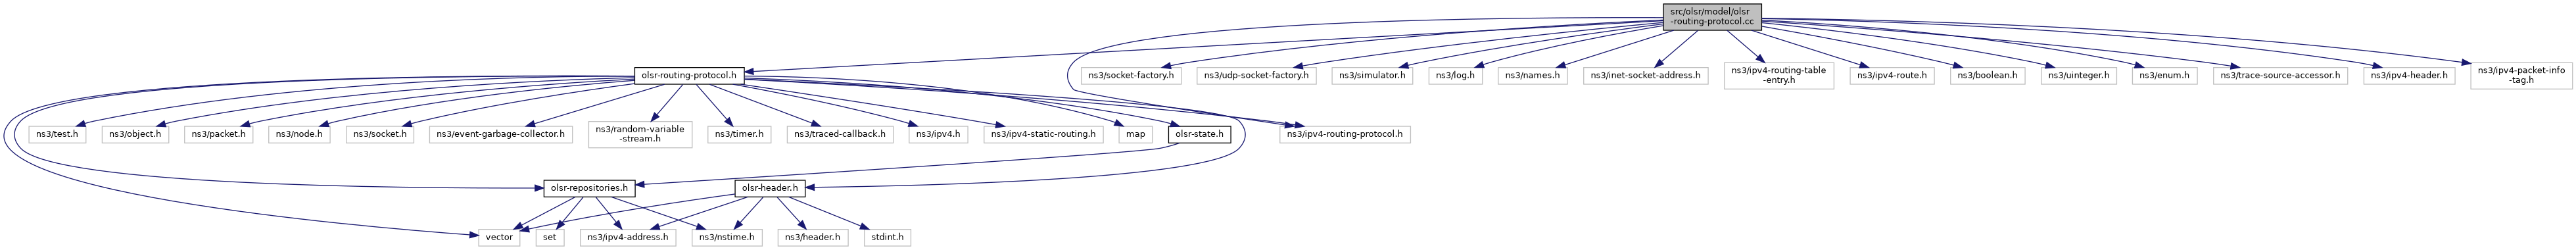 src/olsr/model/olsr
-routing-protocol.cc
olsr-routing-protocol.h
ns3/socket-factory.h
ns3/udp-socket-factory.h
ns3/simulator.h
ns3/log.h
ns3/names.h
ns3/inet-socket-address.h
ns3/ipv4-routing-table
-entry.h
ns3/ipv4-route.h
ns3/boolean.h
ns3/uinteger.h
ns3/enum.h
ns3/trace-source-accessor.h
ns3/ipv4-header.h
ns3/ipv4-packet-info
-tag.h
ns3/test.h
ns3/object.h
ns3/packet.h
ns3/node.h
ns3/socket.h
ns3/event-garbage-collector.h
ns3/random-variable
-stream.h
ns3/timer.h
ns3/traced-callback.h
ns3/ipv4.h
ns3/ipv4-static-routing.h
map
olsr-state.h
ns3/ipv4-routing-protocol.h
olsr-repositories.h
olsr-header.h
vector
set
ns3/ipv4-address.h
ns3/nstime.h
ns3/header.h
stdint.h